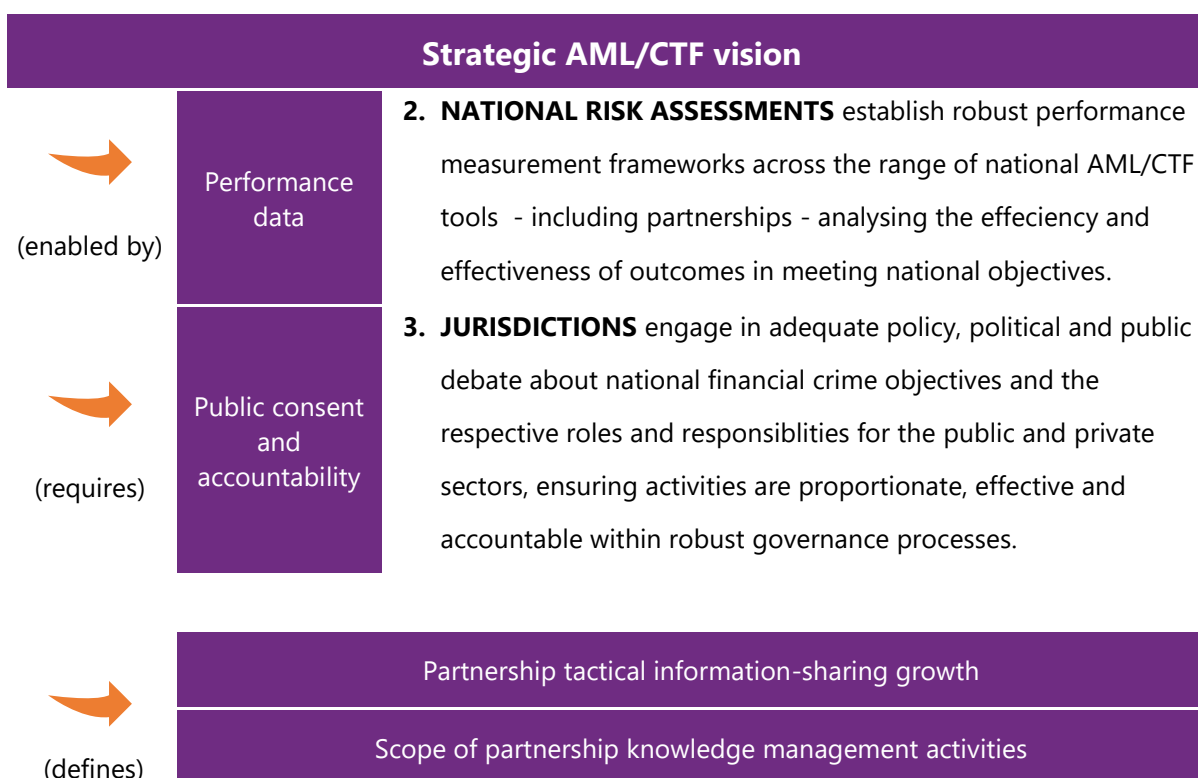 Strategic AML/CTF vision
(enabled by)
Performance
data
2. NATIONAL RISK ASSESSMENTS establish robust performance
measurement frameworks across the range of national AML/CTF
tools - including partnerships - analysing the effeciency and
effectiveness of outcomes in meeting national objectives.
(requires)
Public consent
and
accountability
3. JURISDICTIONS engage in adequate policy, political and public
debate about national financial crime objectives and the
respective roles and responsiblities for the public and private
sectors, ensuring activities are proportionate, effective and
accountable within robust governance processes.
(defines)
Partnership tactical information-sharing growth
Scope of partnership knowledge management activities